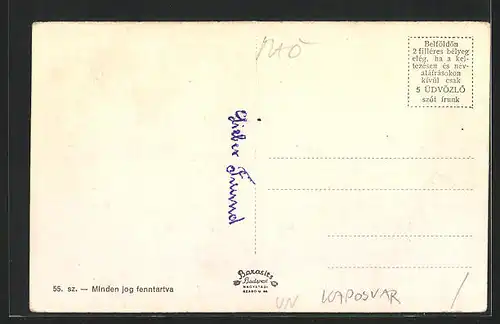 Belföldön
2 filléres bélyeg
elég, ha a kel-
tezésen és név-
aláírásokon
kívül csak
5 ÜDVÖZLŐ
szót írunk
Lieber Freund
Barasits
Budapest
55. sz. — Minden jog fenntartva
UN KAPOSVAR